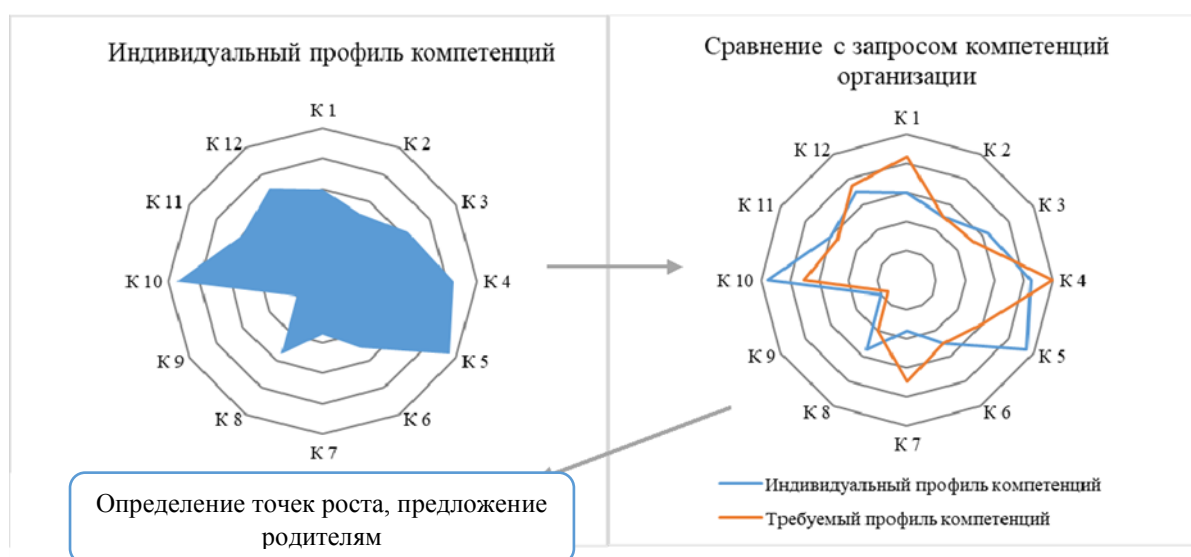 Индивидуальный профиль компетенций
К 1
К 2
К 3
К 4
К 5
К 6
К 7
К 8
К 9
К 10
К 11
К 12
Сравнение с запросом компетенций
организации
К 1
К 2
К 3
К 4
К 5
К 6
К 7
К 8
К 9
К 10
К 11
К 12
Индивидуальный профиль компетенций
Требуемый профиль компетенций
Определение точек роста, предложение
родителям